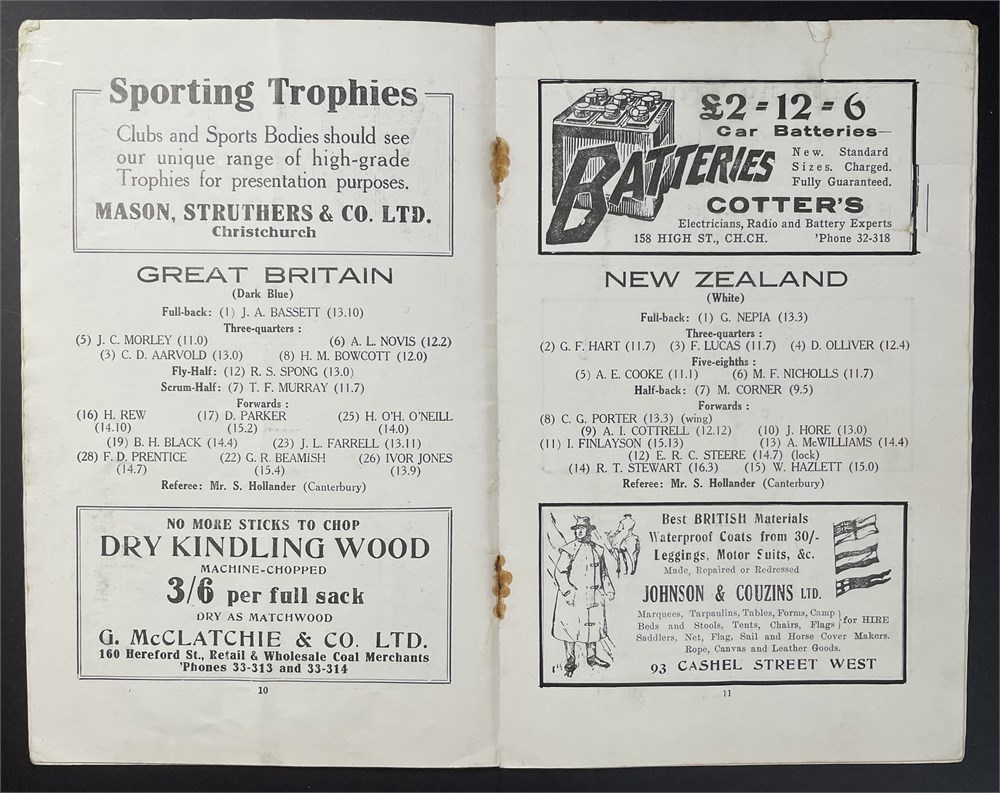 Sporting Trophies
Clubs and Sports Bodies should see
our unique range of high-grade
Trophies for presentation purposes.
MASON, STRUTHERS & CO. LTD.
Christchurch
GREAT BRITAIN
(Dark Blue)
Full-back: (1) J. A. BASSETT (13.10)
Three-quarters :
(5) J. C. MORLEY (11.0) (6) A. L. NOVIS (12.2)
(3) C. D. AARVOLD (13.0) (8) H. M. BOWCOTT (12.0)
Fly-Half: (12) R. S. SPONG (13.0)
Scrum-Half: (7) T. F. MURRAY (11.7)
Forwards :
(16) H. REW (17) D. PARKER (25) H. O'H. O'NEILL
(14.10) (15.2) (14.0)
(19) B. H. BLACK (14.4) (23) J. L. FARRELL (13.11)
(28) F. D. PRENTICE (22) G. R. BEAMISH (26) IVOR JONES
(14.7) (15.4) (13.9)
Referee: Mr. S. Hollander (Canterbury)
NO MORE STICKS TO CHOP
DRY KINDLING WOOD
MACHINE-CHOPPED
3/6 per full sack
DRY AS MATCHWOOD
G. McCLATCHIE & CO. LTD.
160 Hereford St., Retail & Wholesale Coal Merchants
'Phones 33-313 and 33-314
10
£2-12-6
Car Batteries—
BATTERIES
New. Standard
Sizes. Charged.
Fully Guaranteed.
COTTER'S
Electricians, Radio and Battery Experts
158 HIGH ST., CH.CH. 'Phone 32-318
NEW ZEALAND
(White)
Full-back: (1) G. NEPIA (13.3)
Three-quarters :
(2) G. F. HART (11.7) (3) F. LUCAS (11.7) (4) D. OLLIVER (12.4)
Five-eighths :
(5) A. E. COOKE (11.1) (6) M. F. NICHOLLS (11.7)
Half-back: (7) M. CORNER (9.5)
Forwards :
(8) C. G. PORTER (13.3) (wing)
(9) A. I. COTTRELL (12.12) (10) J. HORE (13.0)
(11) I. FINLAYSON (15.13) (13) A. McWILLIAMS (14.4)
(12) E. R. C. STEERE (14.7) (lock)
(14) R. T. STEWART (16.3) (15) W. HAZLETT (15.0)
Referee: Mr. S. Hollander (Canterbury)
Best BRITISH Materials
Waterproof Coats from 30/-
Leggings, Motor Suits, &c.
Made, Repaired or Redressed
JOHNSON & COUZINS LTD.
Marquees, Tarpaulins, Tables, Forms, Camp
Beds and Stools, Tents, Chairs, Flags } for HIRE
Saddlers, Net, Flag, Sail and Horse Cover Makers.
Rope, Canvas and Leather Goods.
93 CASHEL STREET WEST
11